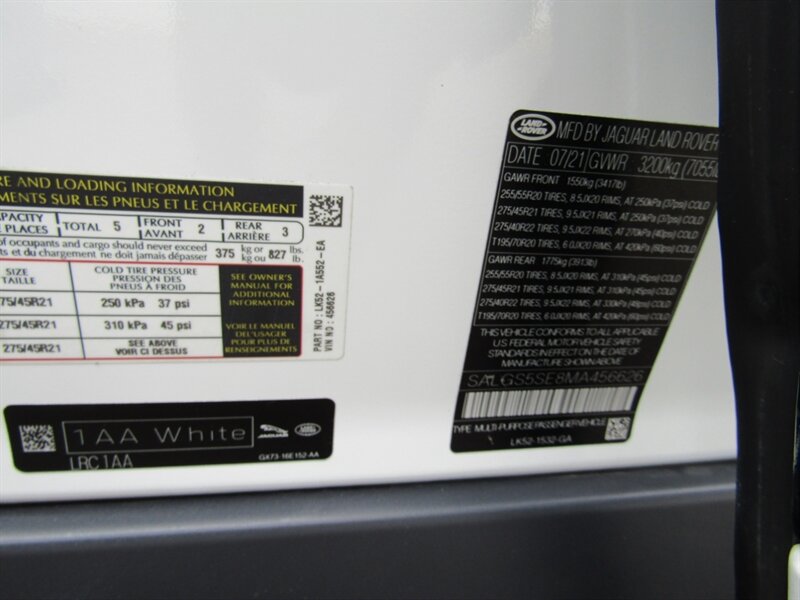 RE AND LOADING INFORMATION
MENTS SUR LES PNEUS ET LE CHARGEMENT
CAPACITY
PLACES
TOTAL 5
FRONT
AVANT 2
REAR
ARRIÈRE 3
of occupants and cargo should never exceed
ts et du chargement ne doit jamais dépasser
375 kg or
kg ou 827 lbs.
lb.
SIZE
TAILLE
COLD TIRE PRESSURE
PRESSION DES
PNEUS À FROID
275/45R21
250 kPa 37 psi
275/45R21
310 kPa 45 psi
275/45R21
SEE ABOVE
VOIR CI DESSUS
SEE OWNER'S
MANUAL FOR
ADDITIONAL
INFORMATION
VOIR LE MANUEL
DEL'USAGER
POUR PLUS DE
RENSEIGNEMENTS
PART NO : LK52-1A552-EA
VIN NO : 456626
1AA White
JAGUAR
LAND ROVER
LRC1AA
GX73-16E152-AA
LAND ROVER
MFD BY JAGUAR LAND ROVER
DATE 07/21 GVWR 3200kg (7055lb
GAWR FRONT 1550kg (3417lb)
255/55R20 TIRES, 8.5JX20 RIMS, AT 250kPa (37psi) COLD
275/45R21 TIRES, 9.5JX21 RIMS, AT 250kPa (37psi) COLD
275/40R22 TIRES, 9.5JX22 RIMS, AT 270kPa (40psi) COLD
T195/70R20 TIRES, 6.0JX20 RIMS, AT 420kPa (60psi) COLD
GAWR REAR 1775kg (3913lb)
255/55R20 TIRES, 8.5JX20 RIMS, AT 310kPa (45psi) COLD
275/45R21 TIRES, 9.5JX21 RIMS, AT 310kPa (45psi) COLD
275/40R22 TIRES, 9.5JX22 RIMS, AT 330kPa (48psi) COLD
T195/70R20 TIRES, 6.0JX20 RIMS, AT 420kPa (60psi) COLD
THIS VEHICLE CONFORMS TO ALL APPLICABLE
U.S. FEDERAL MOTOR VEHICLE SAFETY
STANDARDS IN EFFECT ON THE DATE OF
MANUFACTURE SHOWN ABOVE
SALGS5SE8MA456626
TYPE: MULTI-PURPOSE PASSENGER VEHICLE
LK52-1532-GA